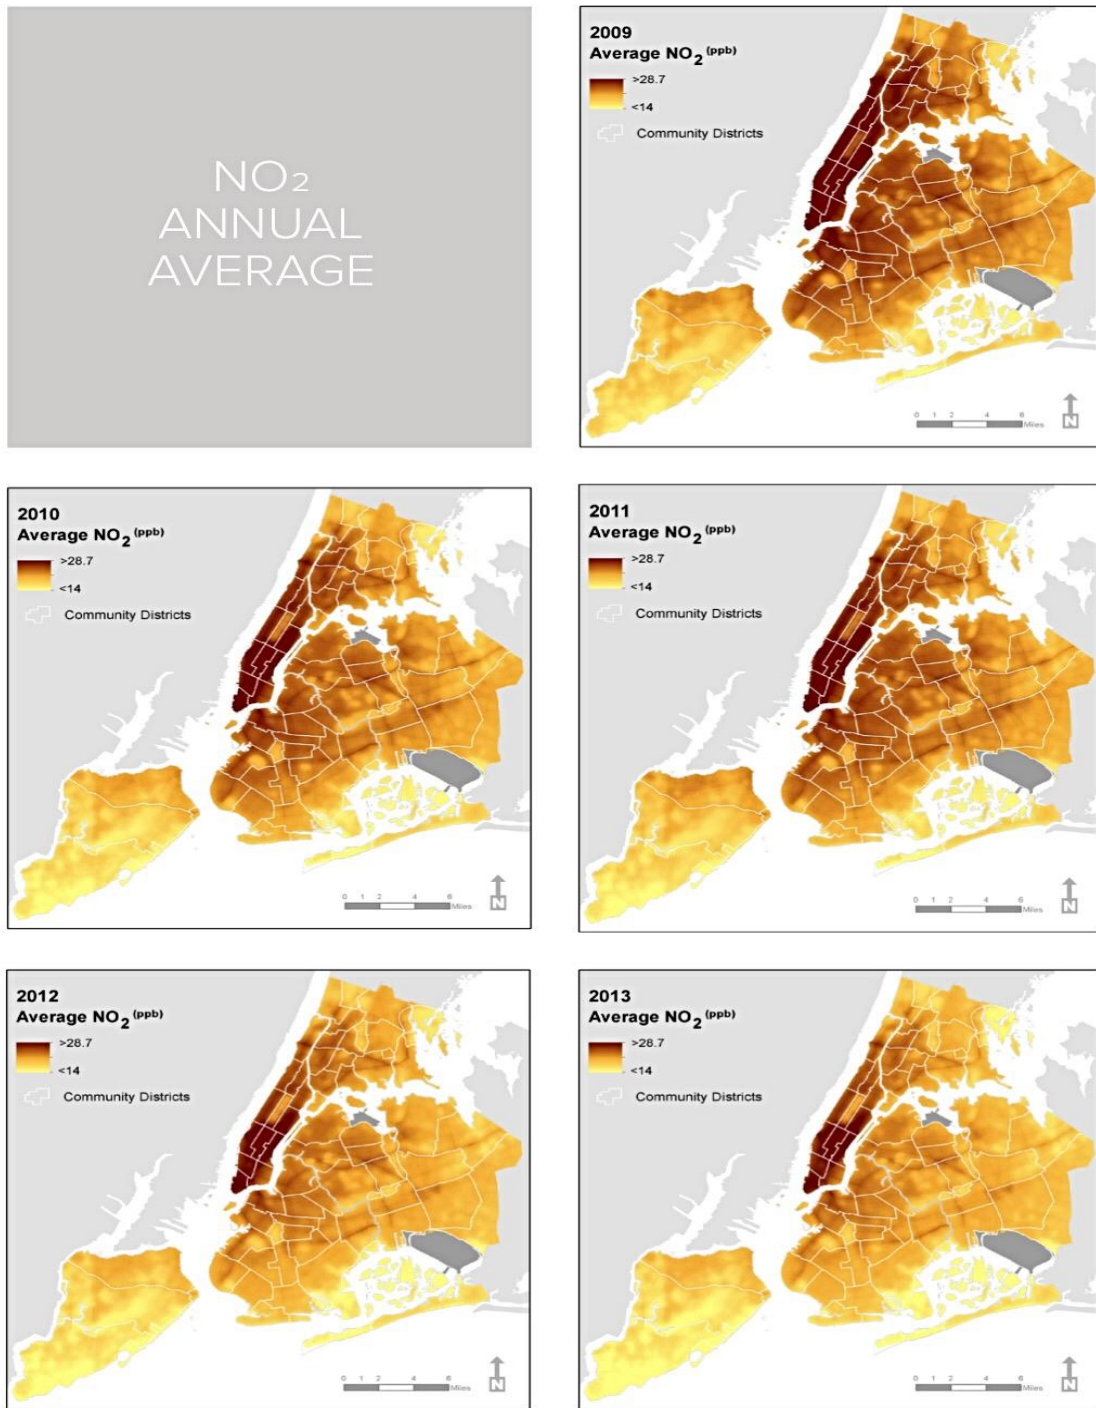 NO₂
ANNUAL
AVERAGE
2009
Average NO₂ (ppb)
>28.7
<14
Community Districts
0 1 2 4 6
Miles
N
2010
Average NO₂ (ppb)
>28.7
<14
Community Districts
0 1 2 4 6
Miles
N
2011
Average NO₂ (ppb)
>28.7
<14
Community Districts
0 1 2 4 6
Miles
N
2012
Average NO₂ (ppb)
>28.7
<14
Community Districts
0 1 2 4 6
Miles
N
2013
Average NO₂ (ppb)
>28.7
<14
Community Districts
0 1 2 4 6
Miles
N